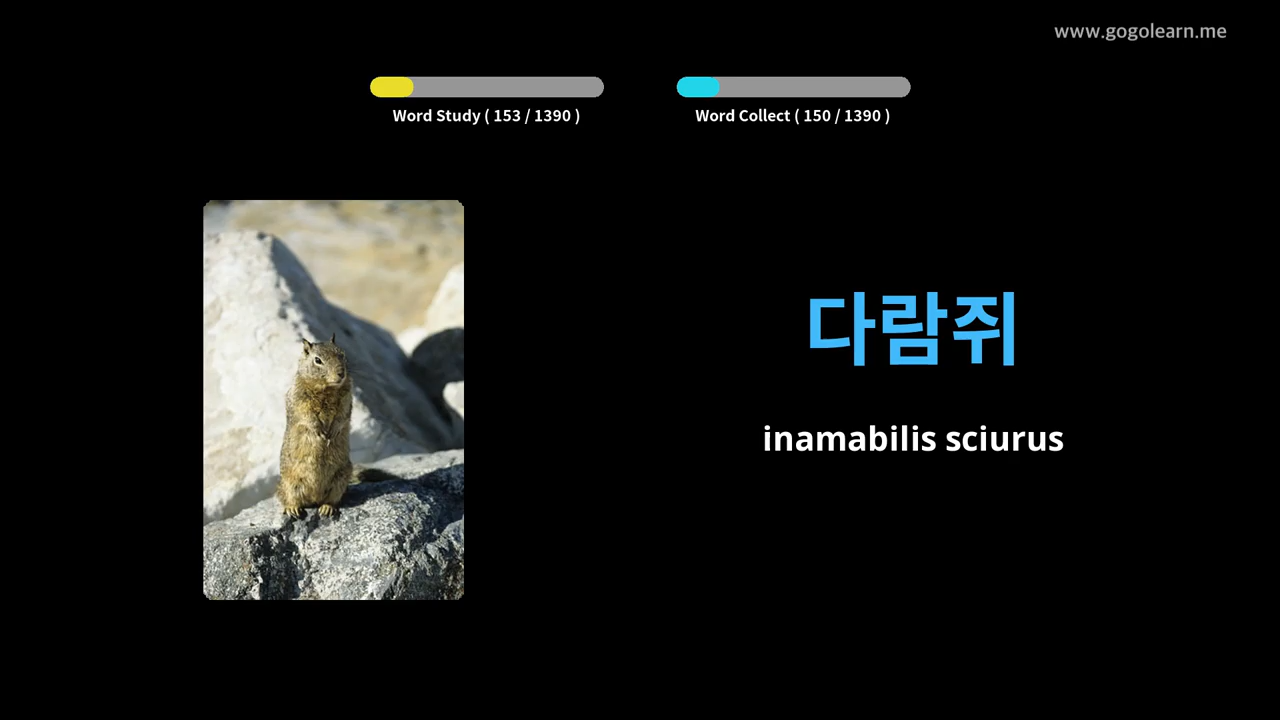 www.gogolearn.me
Word Study ( 153 / 1390 )
Word Collect ( 150 / 1390 )
다람쥐
inamabilis sciurus